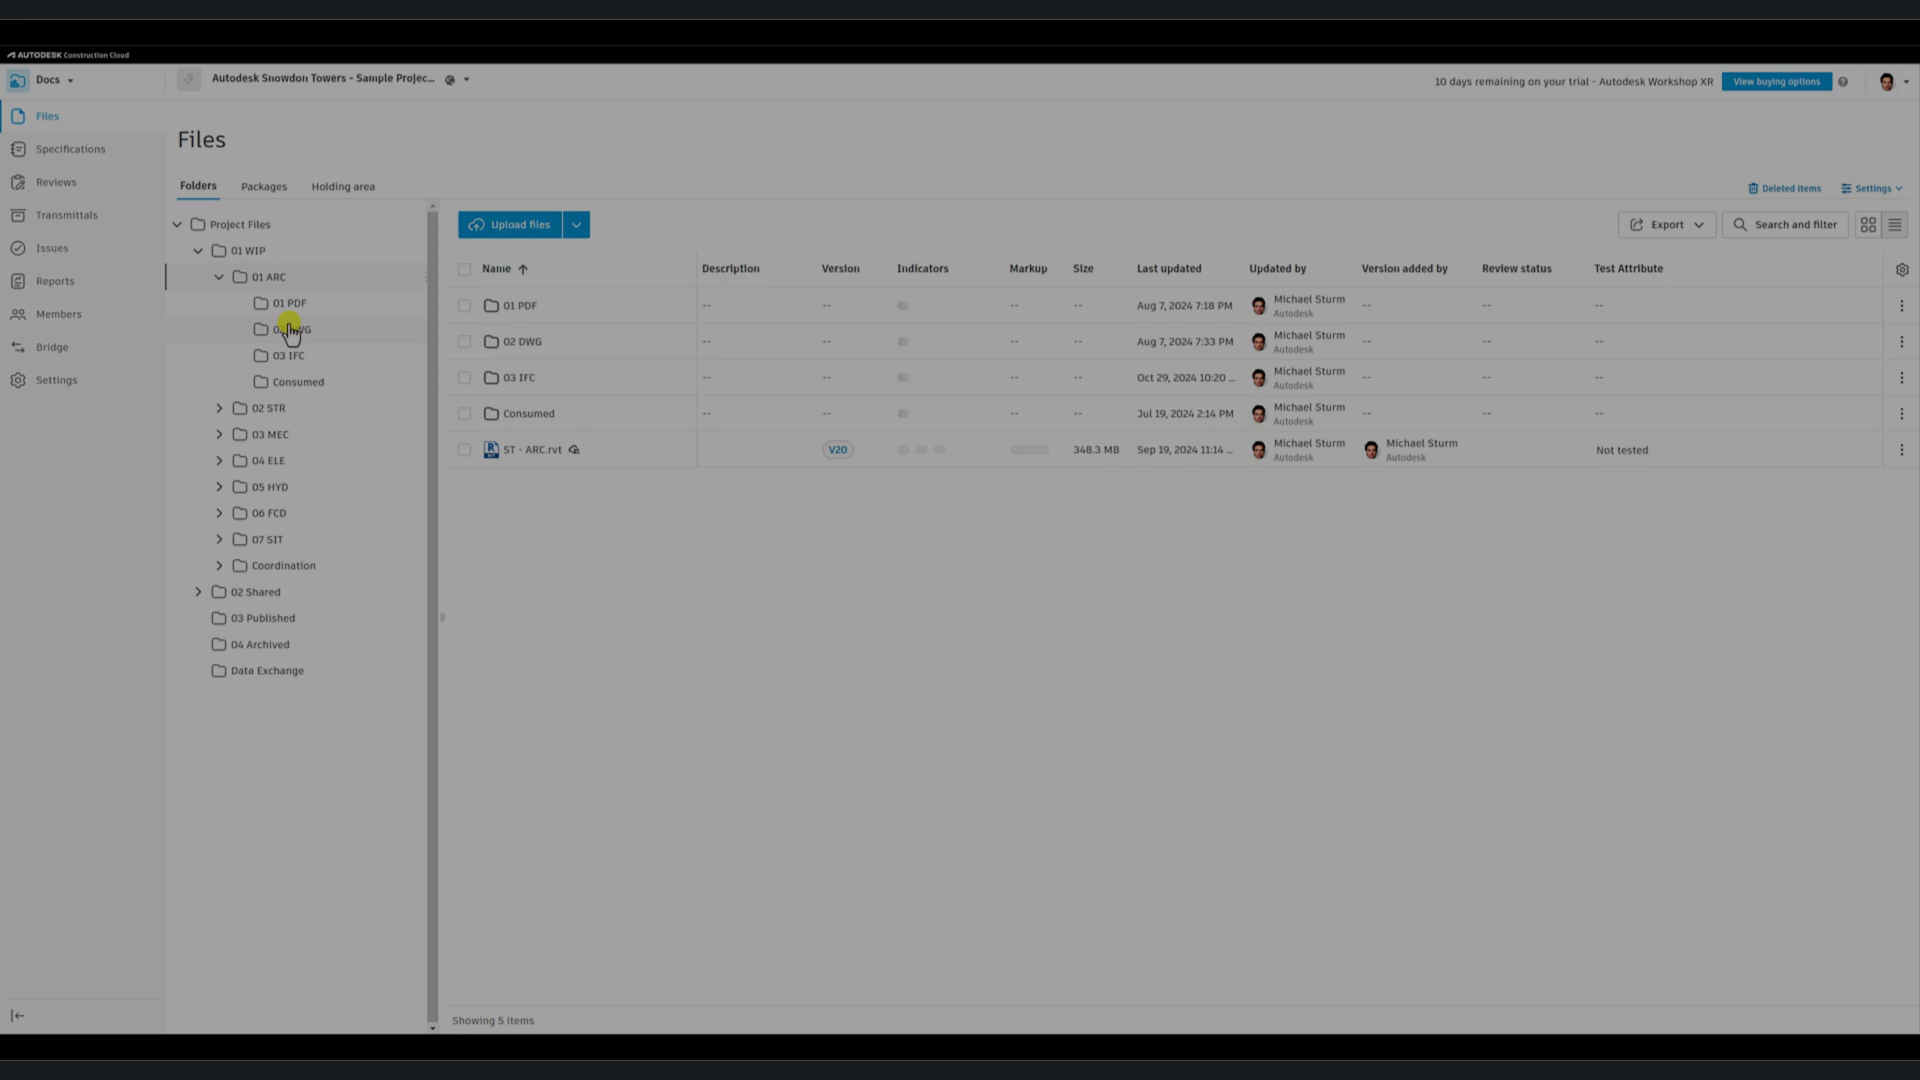 AUTODESK Construction Cloud
Docs
Autodesk Snowdon Towers - Sample Projec...
10 days remaining on your trial - Autodesk Workshop XR
View buying options
Files
Specifications
Reviews
Transmittals
Issues
Reports
Members
Bridge
Settings
Files
Folders Packages Holding area
Deleted items Settings
Project Files
01 WIP
01 ARC
01 PDF
03 IFC
Consumed
02 STR
03 MEC
04 ELE
05 HYD
06 FCD
07 SIT
Coordination
02 Shared
03 Published
04 Archived
Data Exchange
Upload files
Export
Search and filter
Name Description Version Indicators Markup Size Last updated Updated by Version added by Review status Test Attribute
01 PDF -- -- -- -- Aug 7, 2024 7:18 PM Michael Sturm -- -- --
Autodesk
02 DWG -- -- -- -- Aug 7, 2024 7:33 PM Michael Sturm -- -- --
Autodesk
03 IFC -- -- -- -- Oct 29, 2024 10:20 ... Michael Sturm -- -- --
Autodesk
Consumed -- -- -- -- Jul 19, 2024 2:14 PM Michael Sturm -- -- --
Autodesk
ST - ARC.rvt V20 348.3 MB Sep 19, 2024 11:14 ... Michael Sturm Michael Sturm Not tested
Autodesk Autodesk
Showing 5 items